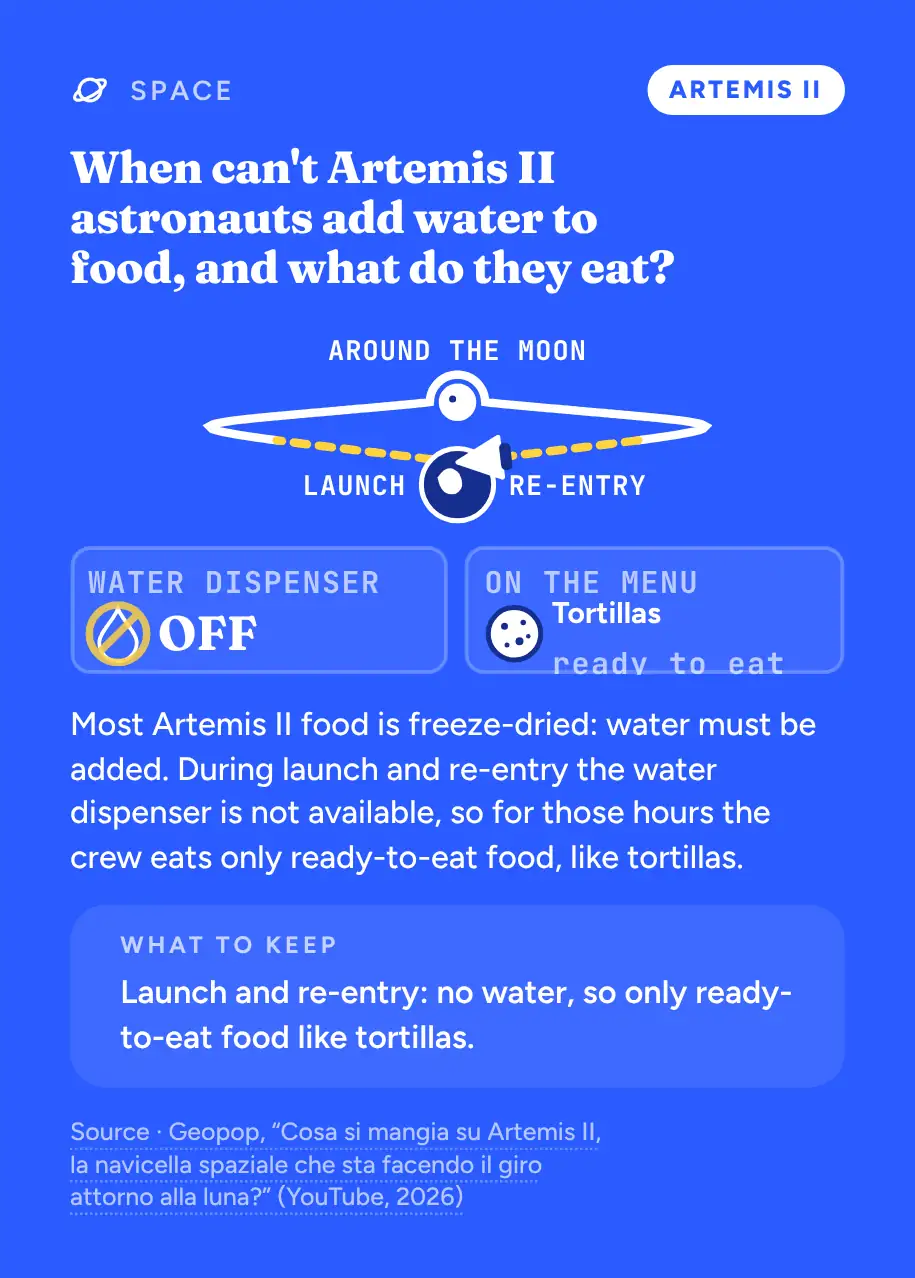 SPACE
ARTEMIS II
When can't Artemis II
astronauts add water to
food, and what do they eat?
AROUND THE MOON
LAUNCH
RE-ENTRY
WATER DISPENSER
OFF
ON THE MENU
Tortillas
ready to eat
Most Artemis II food is freeze-dried: water must be
added. During launch and re-entry the water
dispenser is not available, so for those hours the
crew eats only ready-to-eat food, like tortillas.
WHAT TO KEEP
Launch and re-entry: no water, so only ready-
to-eat food like tortillas.
Source · Geopop, “Cosa si mangia su Artemis II,
la navicella spaziale che sta facendo il giro
attorno alla luna?” (YouTube, 2026)